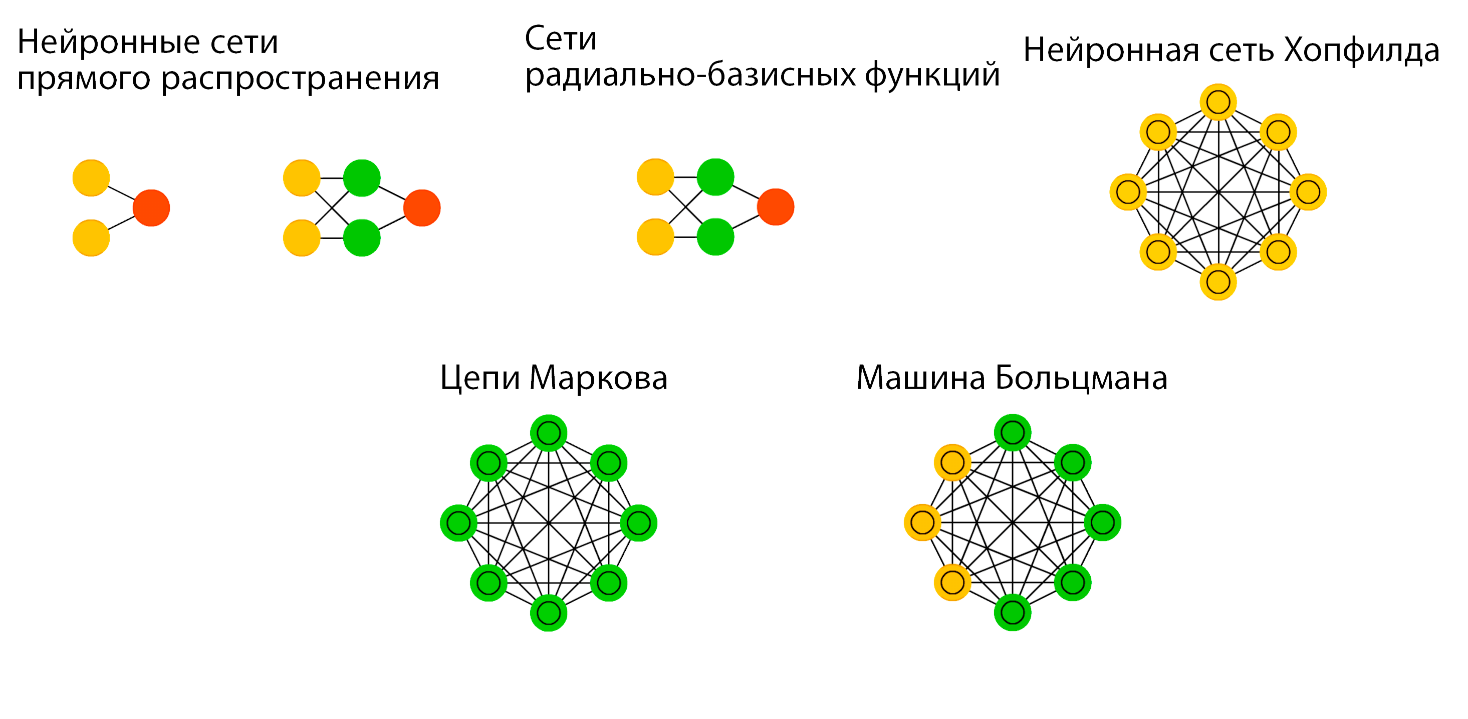 Нейронные сети
прямого распространения
Сети
радиально-базисных функций
Нейронная сеть Хопфилда
Цепи Маркова
Машина Больцмана